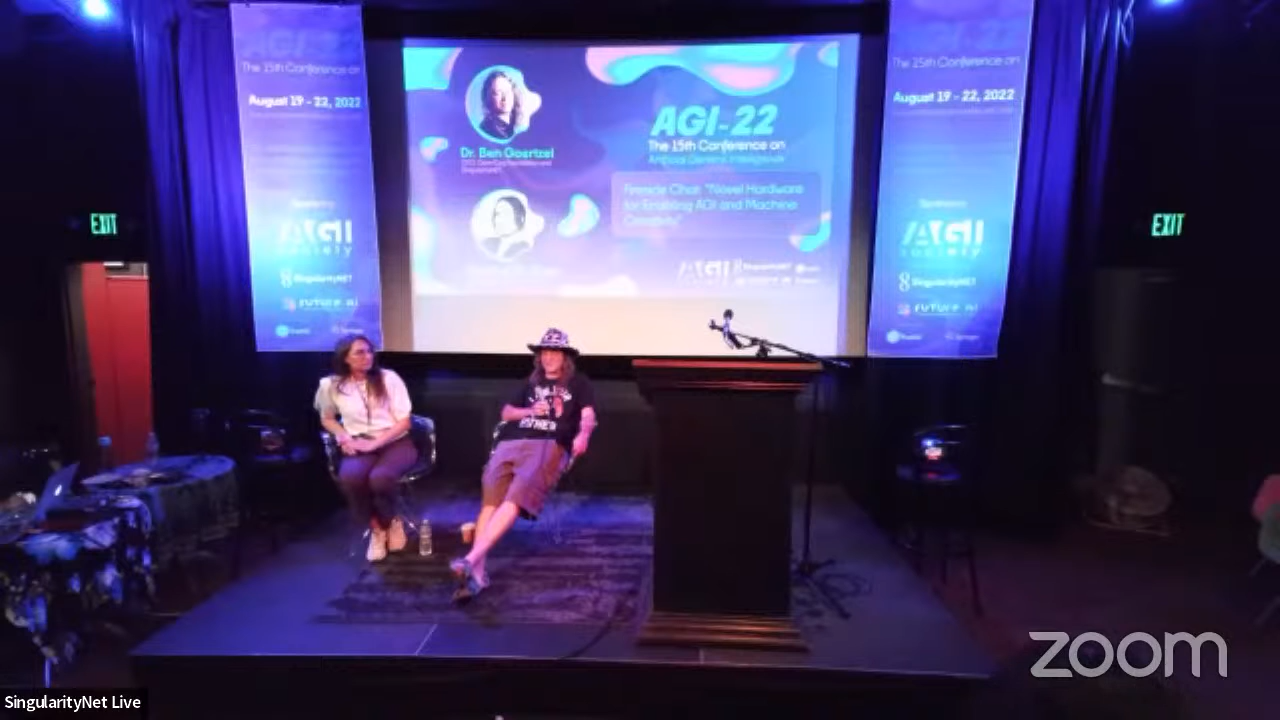 The 15th Conference on
August 19 - 22, 2022
AGI
society
SingularityNET
FUTURE AI
EXIT
Dr. Ben Goertzel
AGI-22
The 15th Conference on
Artificial General Intelligence
Fireside Chat "Novel Hardware
for Enabling AGI and Machine
AGI
AGI-22
The 15th Conference on
August 19 - 22, 2022
AGI
society
SingularityNET
FUTURE AI
EXIT
zoom
SingularityNet Live